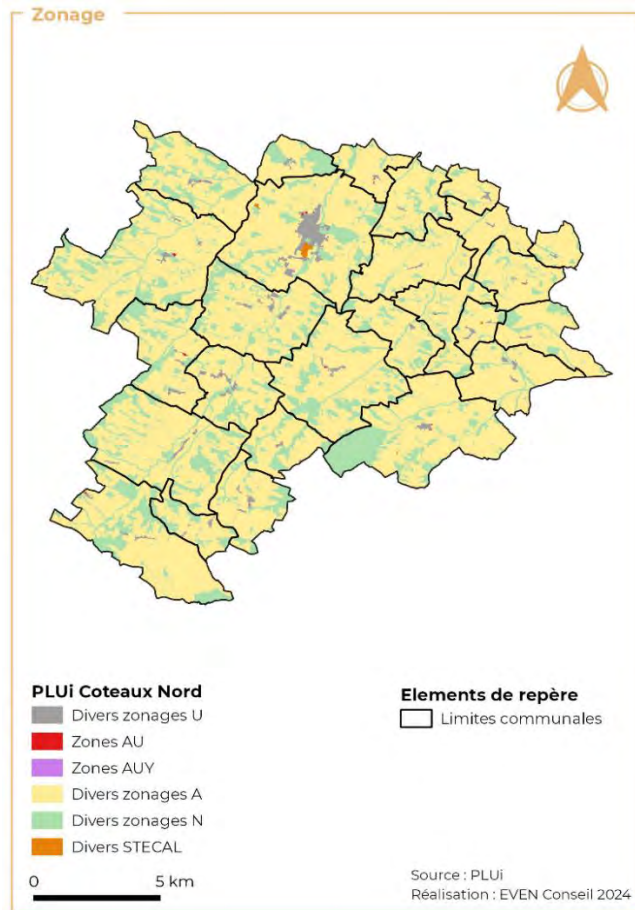 Zonage
PLUi Coteaux Nord
Divers zonages U
Zones AU
Zones AUY
Divers zonages A
Divers zonages N
Divers STECAL
0 5 km
Elements de repère
Limites communales
Source : PLUi
Réalisation : EVEN Conseil 2024